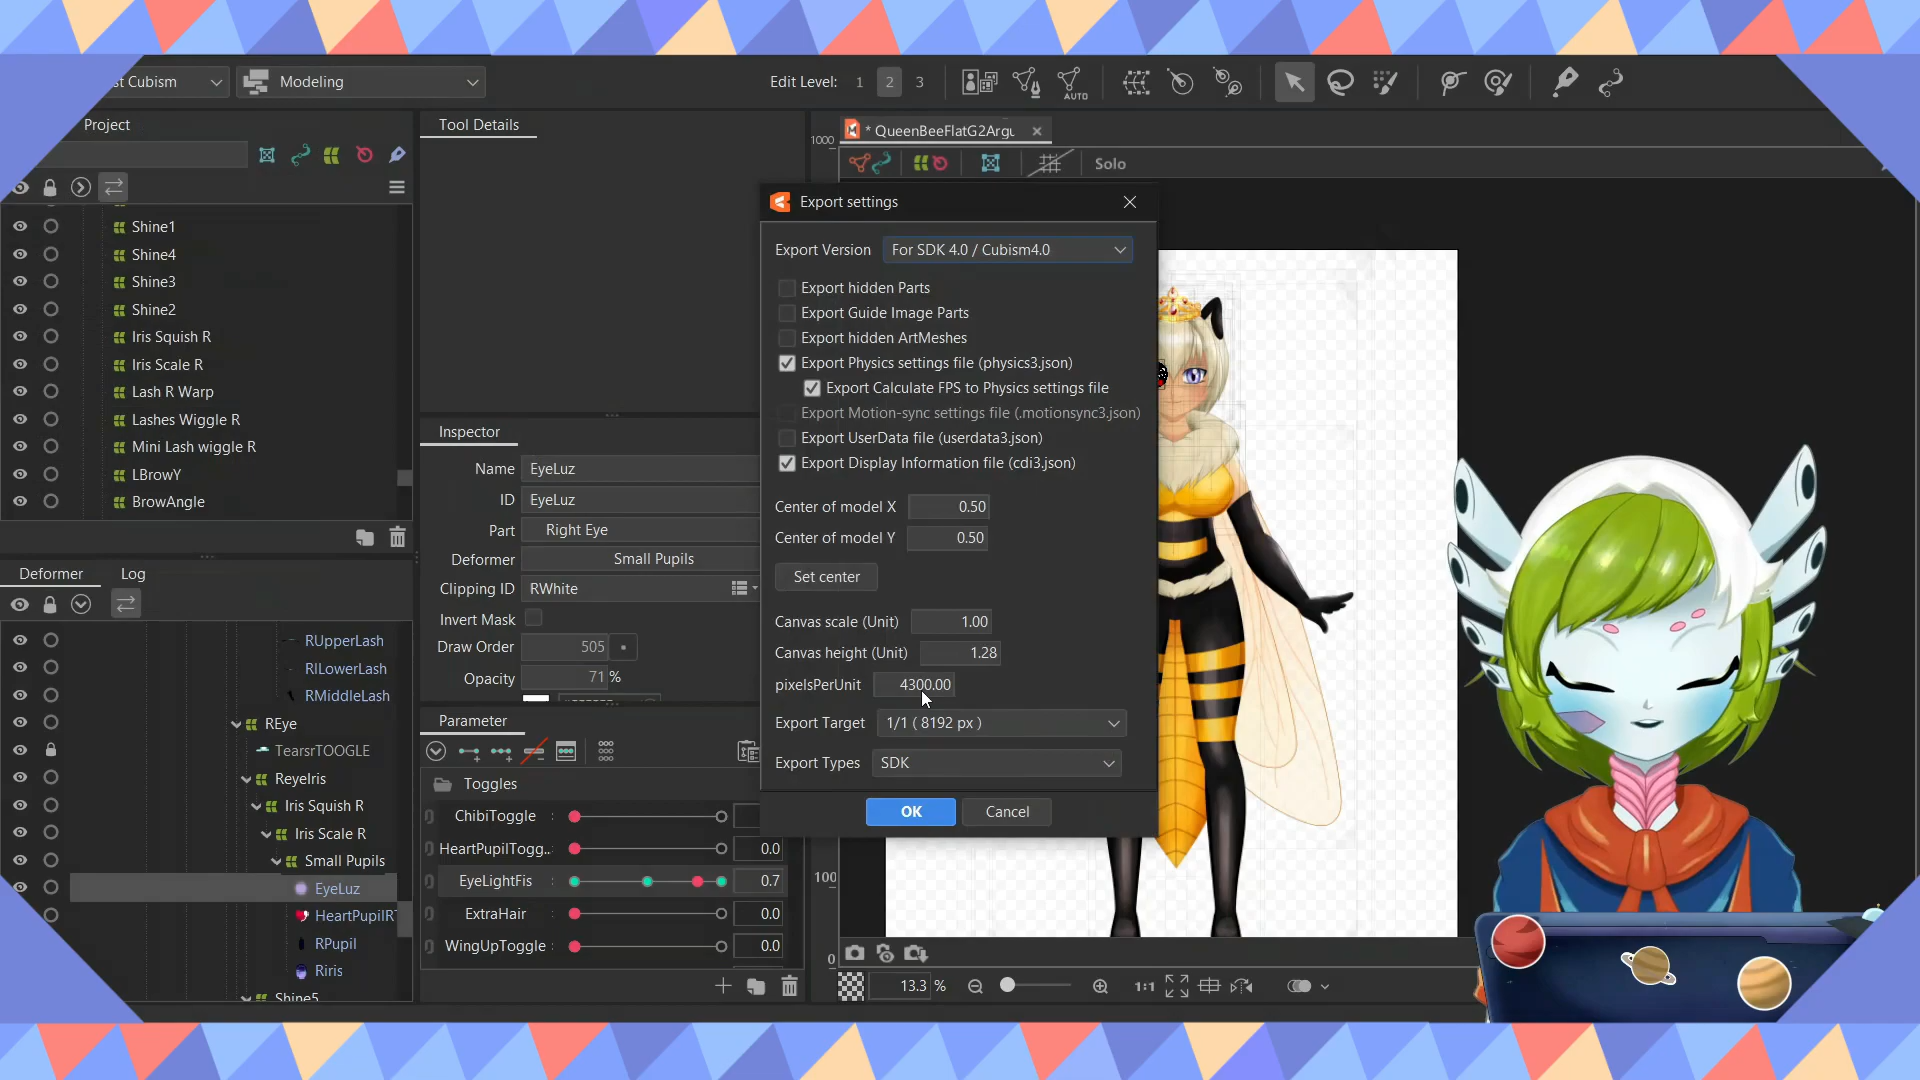 st Cubism
Modeling
Edit Level: 1 2 3
AUTO
Project
Tool Details
1000
* QueenBeeFlatG2Argu
Solo
Shine1
Shine4
Shine3
Shine2
Iris Squish R
Iris Scale R
Lash R Warp
Lashes Wiggle R
Mini Lash wiggle R
LBrowY
BrowAngle
Inspector
Name EyeLuz
ID EyeLuz
Part Right Eye
Deformer Small Pupils
Clipping ID RWhite
Invert Mask
Draw Order 505
Opacity 71 %
Export settings
Export Version For SDK 4.0 / Cubism4.0
Export hidden Parts
Export Guide Image Parts
Export hidden ArtMeshes
Export Physics settings file (physics3.json)
Export Calculate FPS to Physics settings file
Export Motion-sync settings file (.motionsync3.json)
Export UserData file (userdata3.json)
Export Display Information file (cdi3.json)
Center of model X 0.50
Center of model Y 0.50
Set center
Canvas scale (Unit) 1.00
Canvas height (Unit) 1.28
pixelsPerUnit 4300.00
Export Target 1/1 ( 8192 px )
Export Types SDK
OK Cancel
Deformer Log
RUpperLash
RlLowerLash
RMiddleLash
REye
TearsrTOOGLE
ReyeIris
Iris Squish R
Iris Scale R
Small Pupils
EyeLuz
HeartPupilR
RPupil
Riris
Shine5
Parameter
Toggles
ChibiToggle :
HeartPupilTogg.. : 0.0
EyeLightFis : 0.7
ExtraHair : 0.0
WingUpToggle : 0.0
100
0
13.3 %
1:1